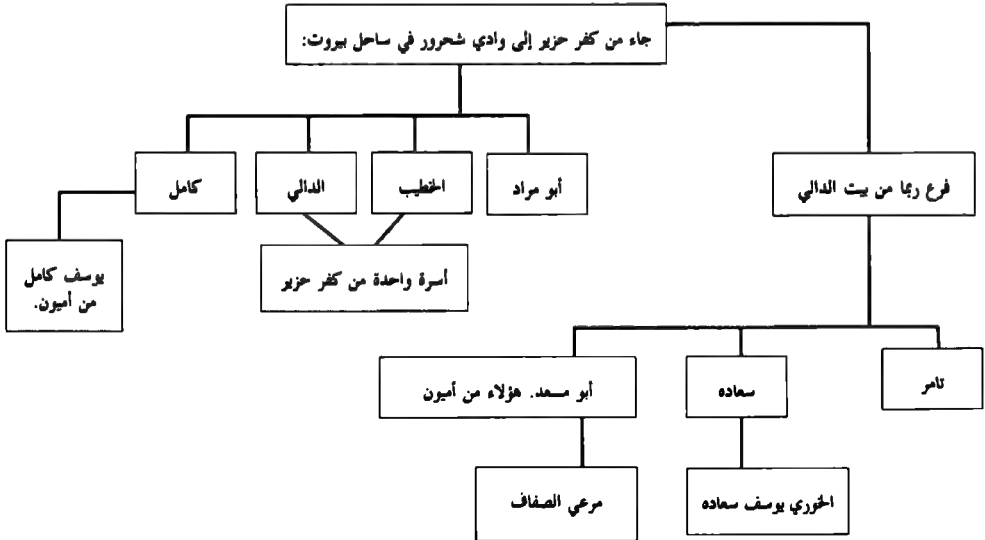 جاء من كفر حزير إلى وادي شحرور في ساحل بيروت:
أبو مراد
الخطيب
الدالي
كامل
فرع ربما من بيت الدالي
أسرة واحدة من كفر حزير
يوسف كامل
من أميون.
تامر
سعاده
أبو مسعد. هؤلاء من أميون
الخوري يوسف سعاده
مرعي الصفاف